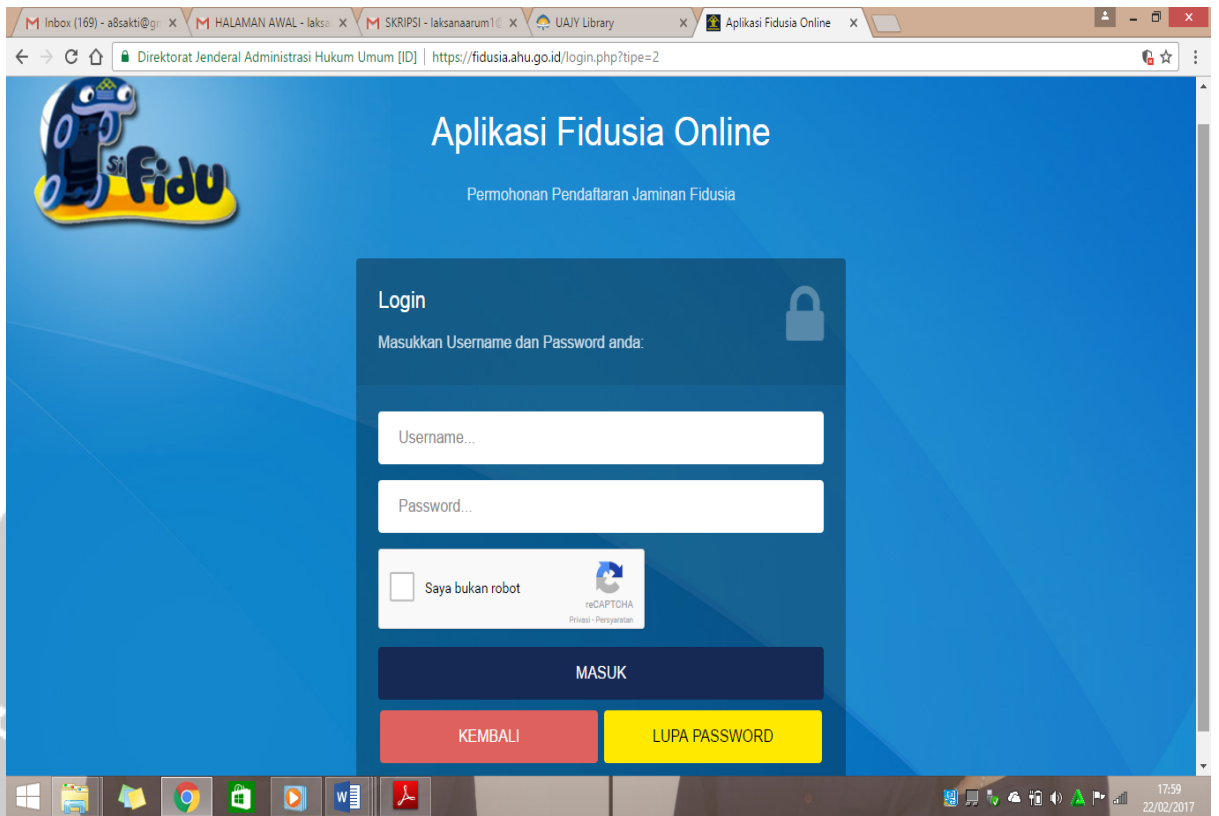 Inbox (169) - a8sakti@gm
HALAMAN AWAL - laksa
SKRIPSI - laksanaarum1@
UAJY Library
Aplikasi Fidusia Online
Direktorat Jenderal Administrasi Hukum Umum [ID] | https://fidusia.ahu.go.id/login.php?tipe=2
Si Fidu
Aplikasi Fidusia Online
Permohonan Pendaftaran Jaminan Fidusia
Login
Masukkan Username dan Password anda:
Username...
Password...
Saya bukan robot
reCAPTCHA
Privasi - Persyaratan
MASUK
KEMBALI
LUPA PASSWORD
17:59
22/02/2017